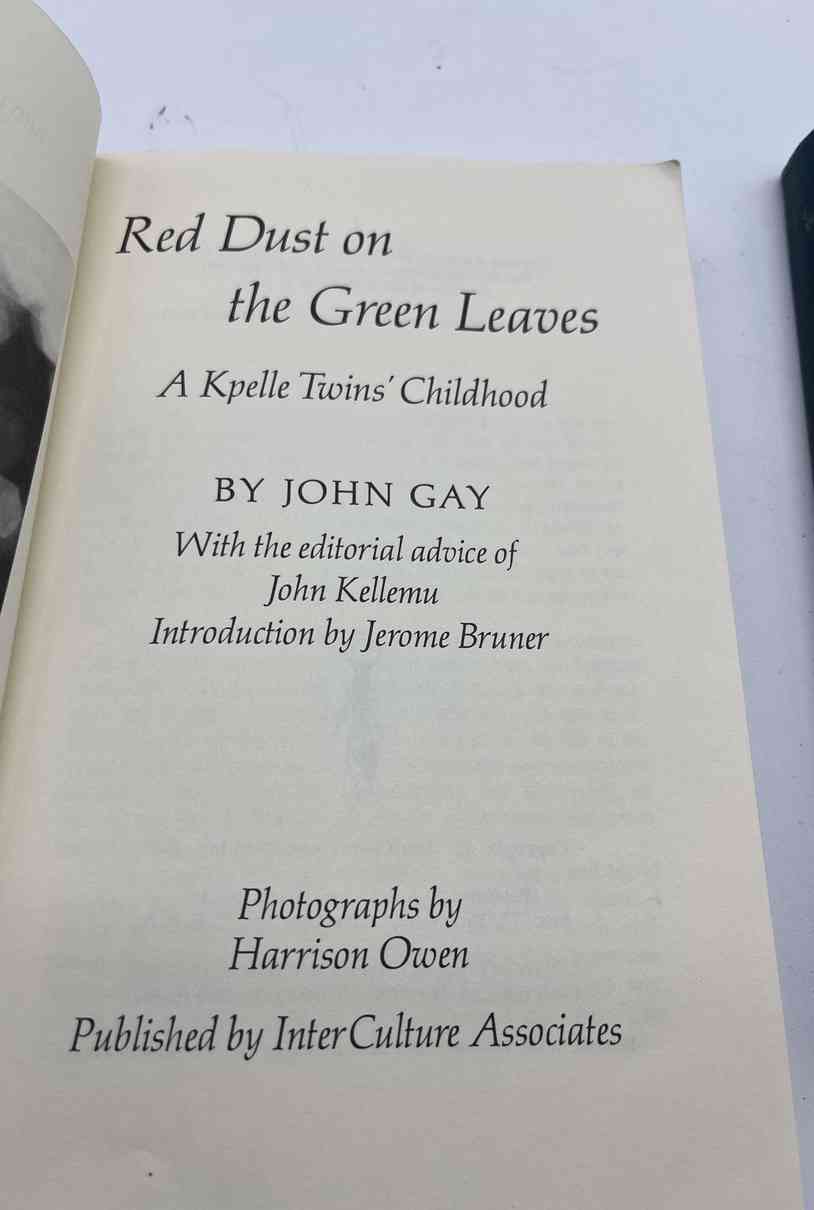 Red Dust on
the Green Leaves
A Kpelle Twins' Childhood
BY JOHN GAY
With the editorial advice of
John Kellemu
Introduction by Jerome Bruner
Photographs by
Harrison Owen
Published by InterCulture Associates